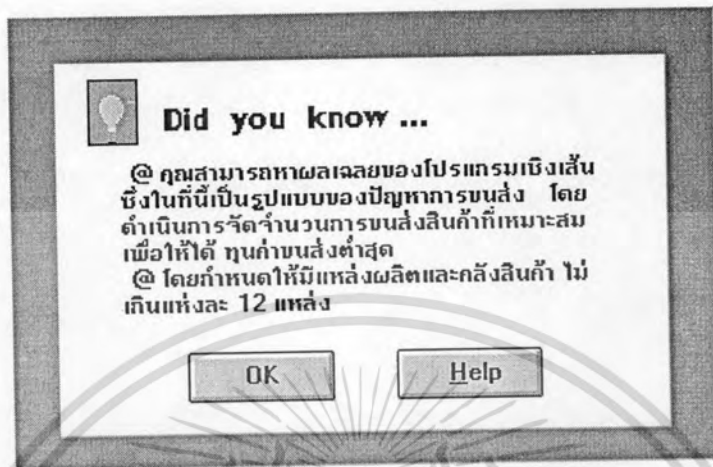 Did you know ...
@ คุณสามารถหาผลเฉลยของโปรแกรมเชิงเส้น
ซึ่งในที่นี้เป็นรูปแบบของปัญหาการขนส่ง โดย
ดำเนินการจัดจำนวนการขนส่งสินค้าที่เหมาะสม
เพื่อให้ได้ ทุนค่าขนส่งต่ำสุด
@ โดยกำหนดให้มีแหล่งผลิตและคลังสินค้า ไม่
เกินแห่งละ 12 แหล่ง
OK
Help